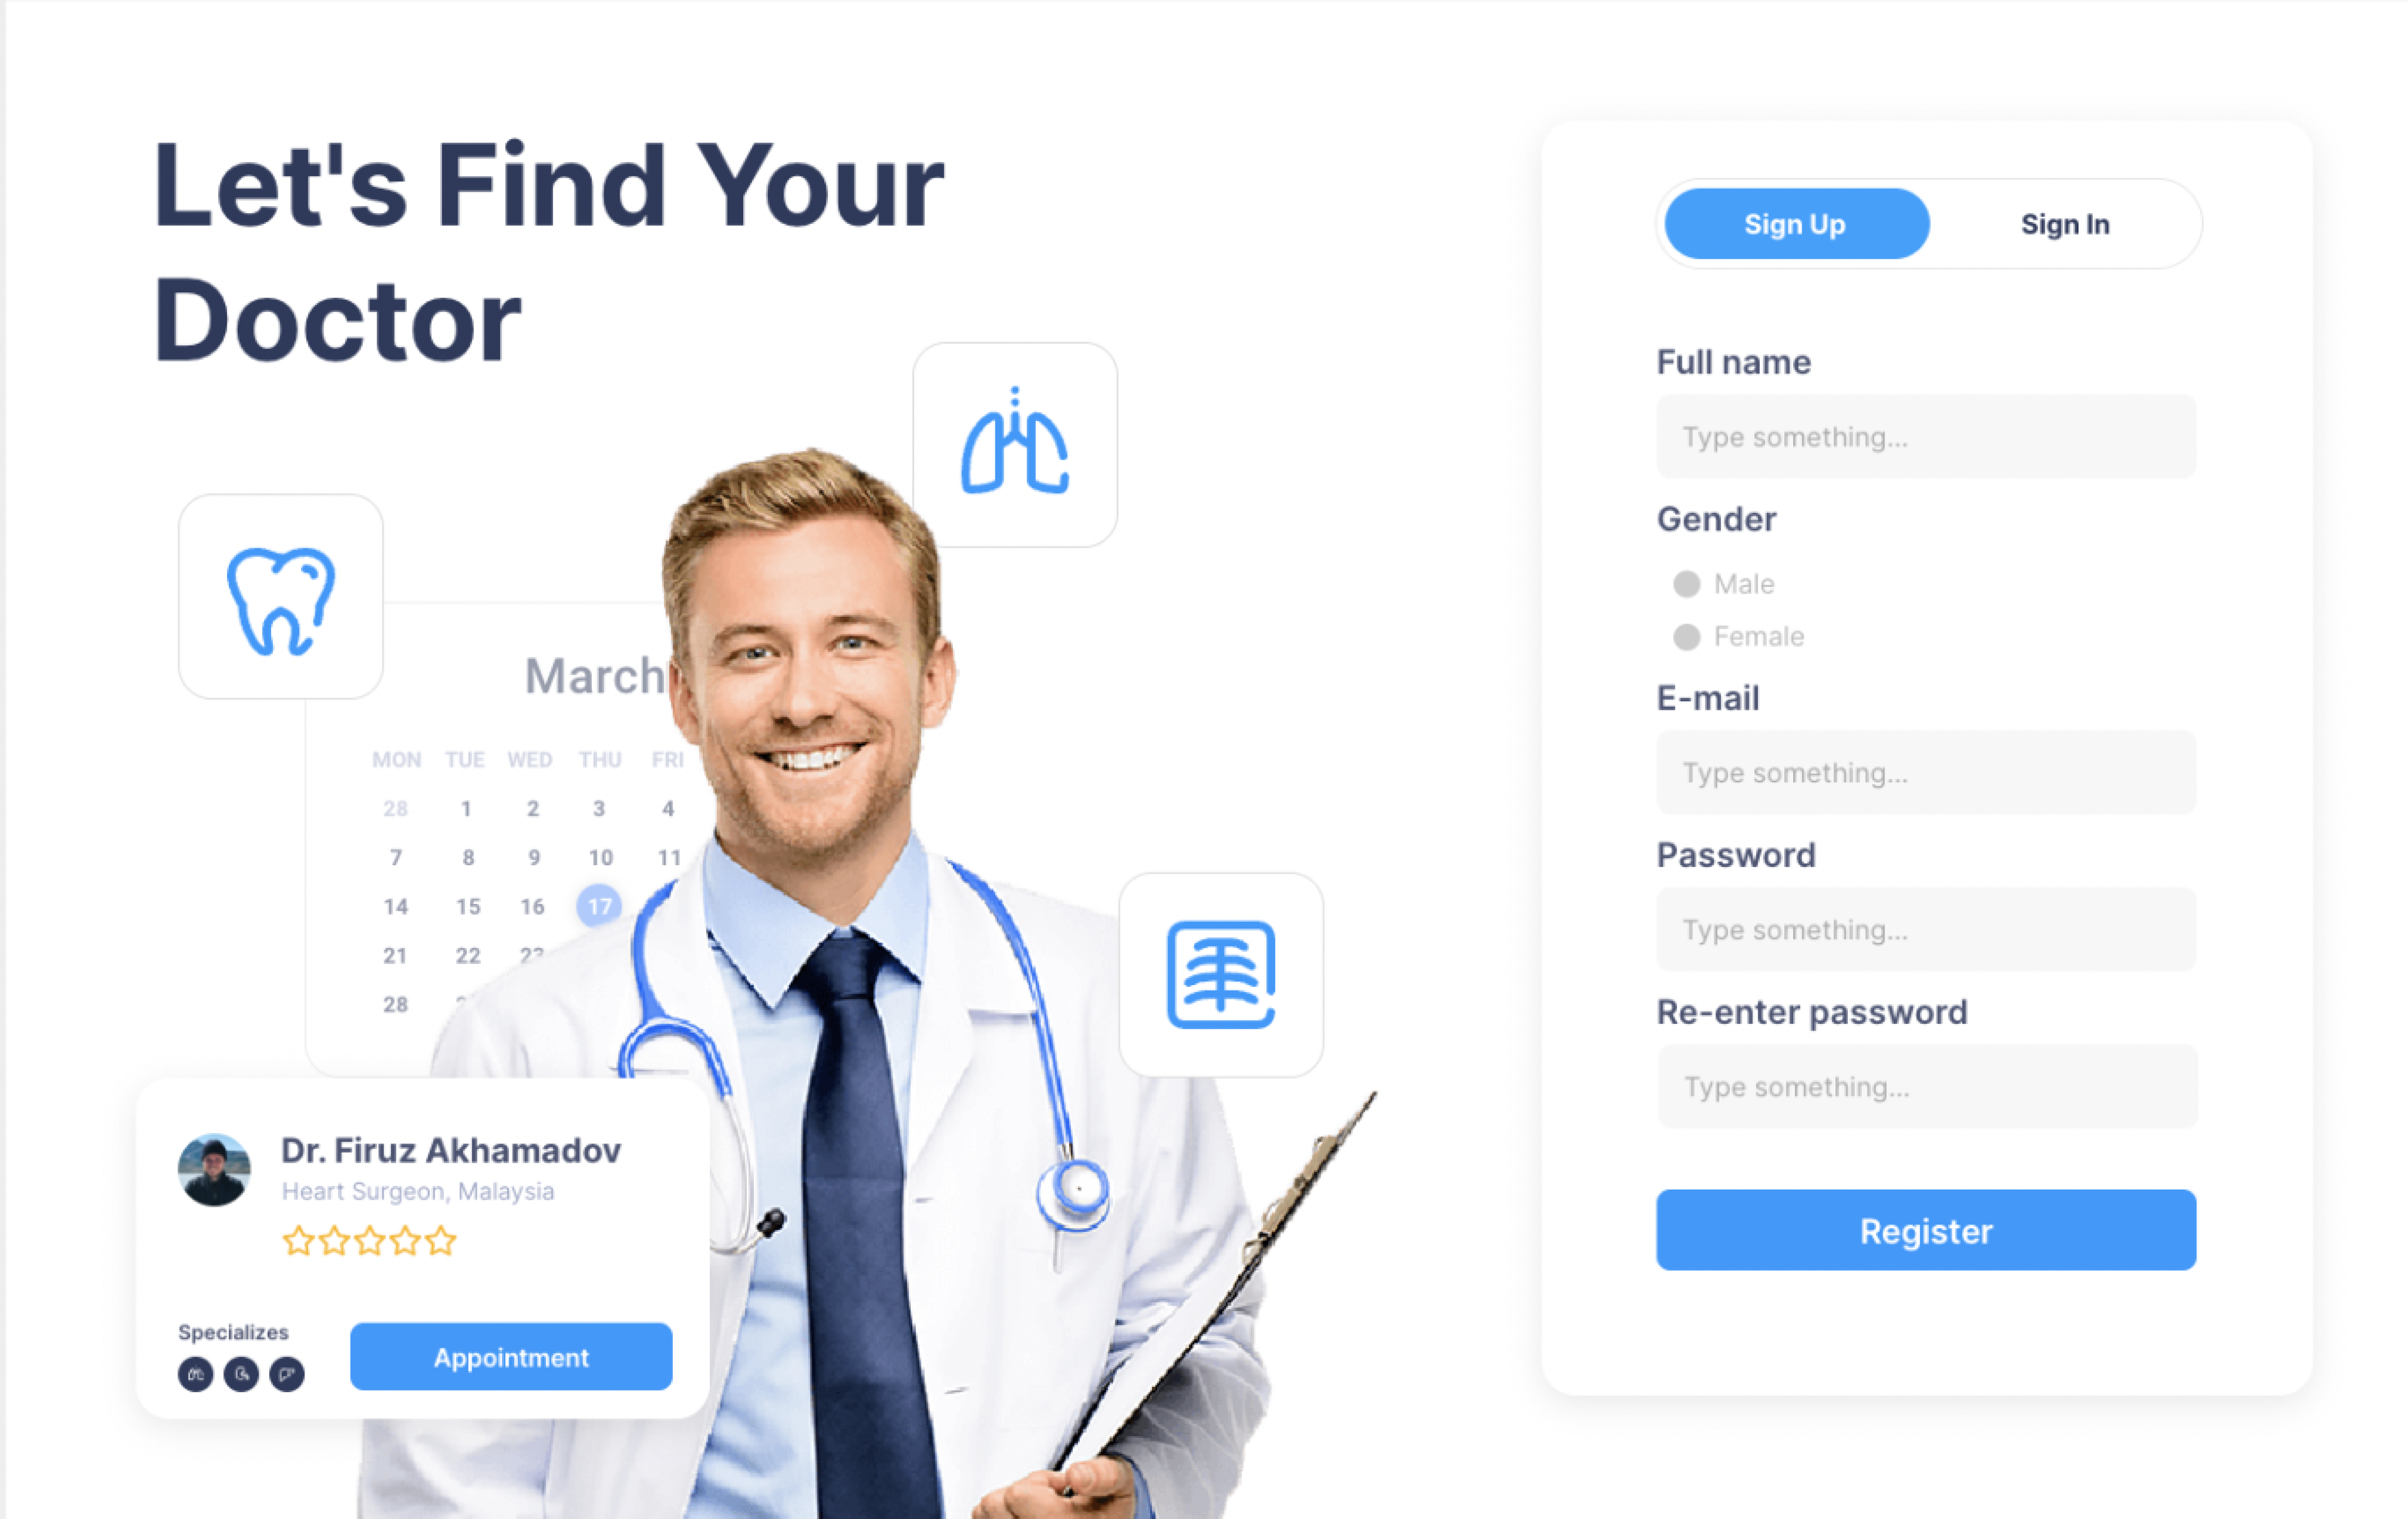 Let's Find Your
Doctor
March
MON TUE WED THU FRI
28 1 2 3 4
7 8 9 10 11
14 15 16 17
21 22
28
Dr. Firuz Akhamadov
Heart Surgeon, Malaysia
Specializes
Appointment
Sign Up
Sign In
Full name
Type something...
Gender
Male
Female
E-mail
Type something...
Password
Type something...
Re-enter password
Type something...
Register